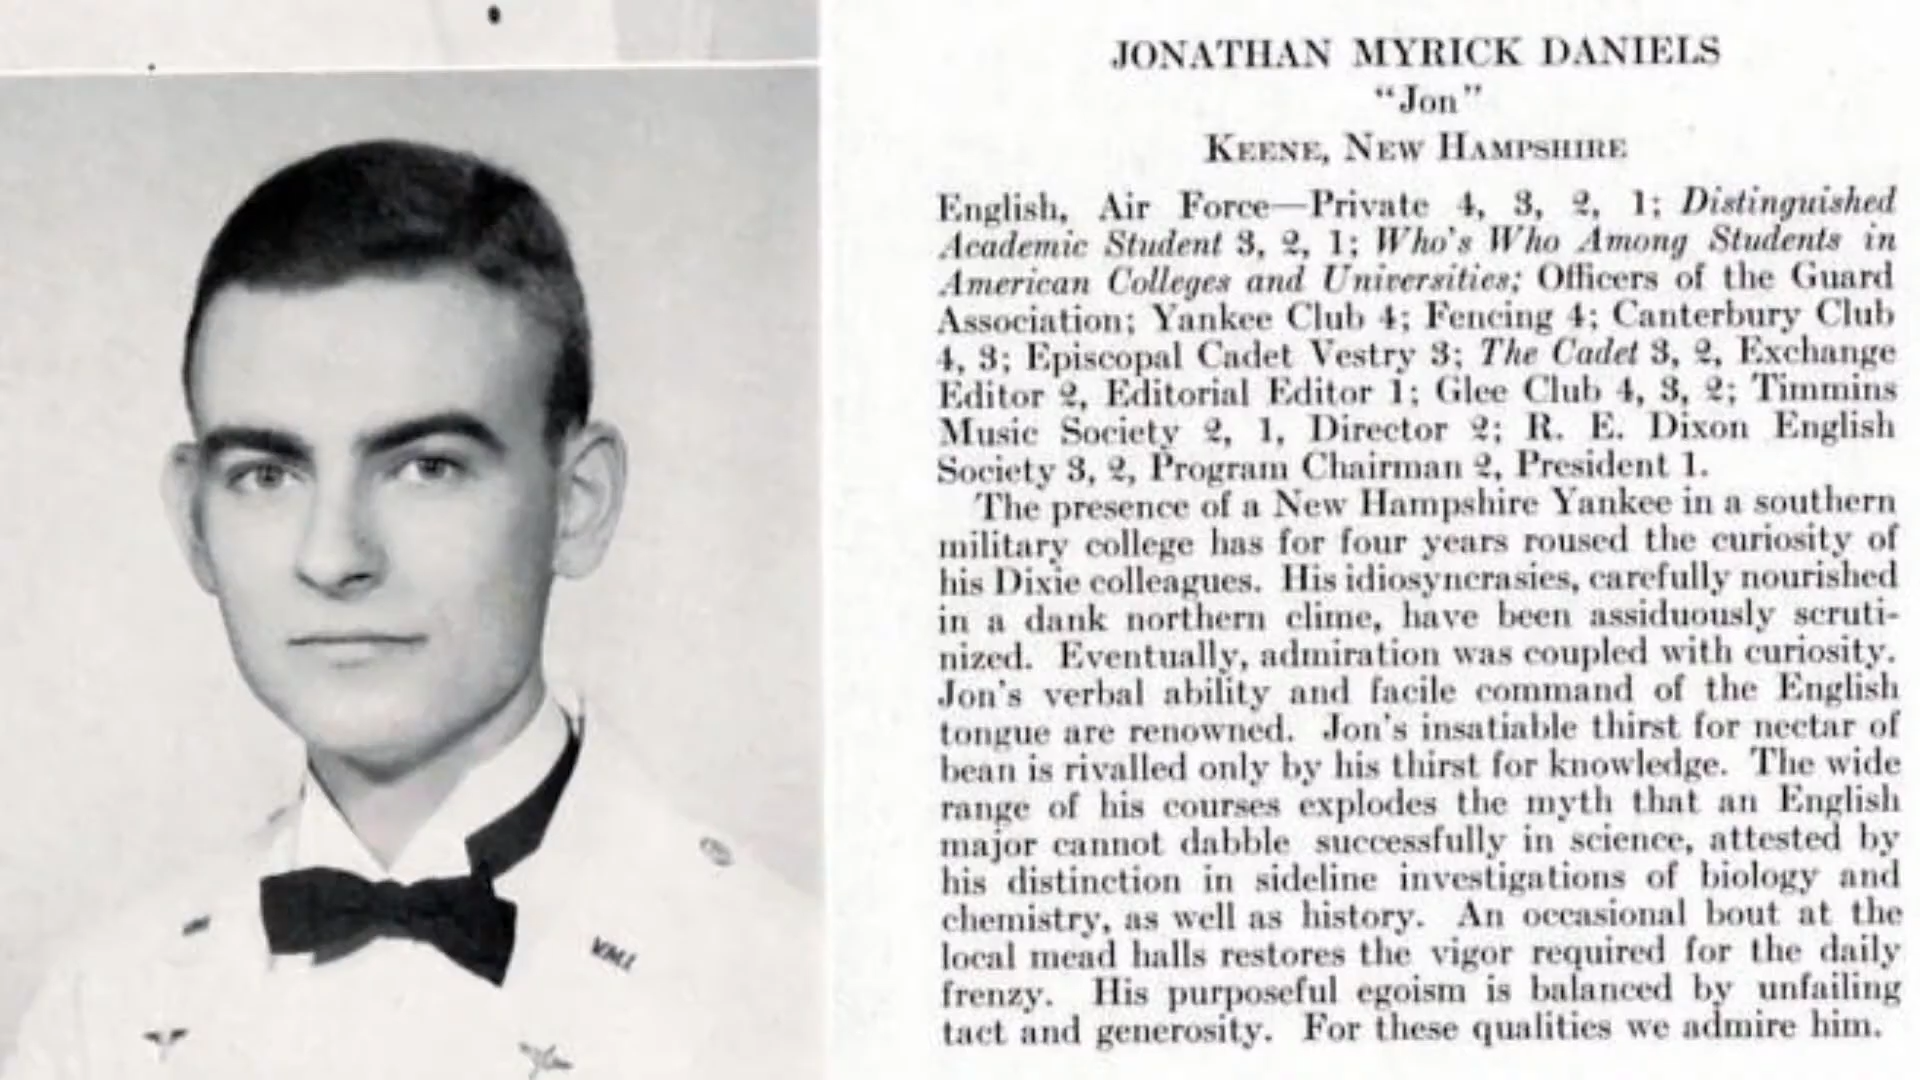 JONATHAN MYRICK DANIELS
"Jon"
KEENE, NEW HAMPSHIRE
English, Air Force—Private 4, 3, 2, 1; Distinguished
Academic Student 3, 2, 1; Who's Who Among Students in
American Colleges and Universities; Officers of the Guard
Association; Yankee Club 4; Fencing 4; Canterbury Club
4, 3; Episcopal Cadet Vestry 3; The Cadet 3, 2, Exchange
Editor 2, Editorial Editor 1; Glee Club 4, 3, 2; Timmins
Music Society 2, 1, Director 2; R. E. Dixon English
Society 3, 2, Program Chairman 2, President 1.
The presence of a New Hampshire Yankee in a southern
military college has for four years roused the curiosity of
his Dixie colleagues. His idiosyncrasies, carefully nourished
in a dank northern clime, have been assiduously scruti-
nized. Eventually, admiration was coupled with curiosity.
Jon's verbal ability and facile command of the English
tongue are renowned. Jon's insatiable thirst for nectar of
bean is rivalled only by his thirst for knowledge. The wide
range of his courses explodes the myth that an English
major cannot dabble successfully in science, attested by
his distinction in sideline investigations of biology and
chemistry, as well as history. An occasional bout at the
local mead halls restores the vigor required for the daily
frenzy. His purposeful egoism is balanced by unfailing
tact and generosity. For these qualities we admire him.
V.M.I.